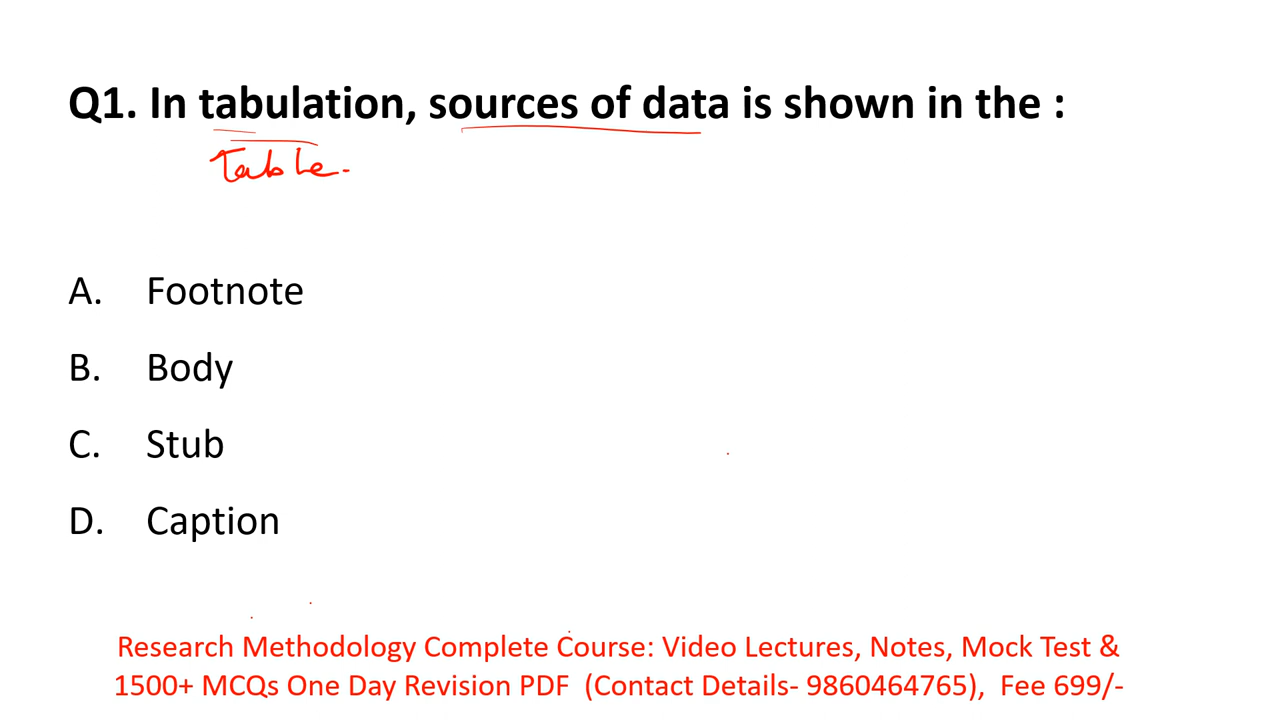 Q1. In tabulation, sources of data is shown in the :
Table.
A. Footnote
B. Body
C. Stub
D. Caption
Research Methodology Complete Course: Video Lectures, Notes, Mock Test &
1500+ MCQs One Day Revision PDF (Contact Details- 9860464765), Fee 699/-